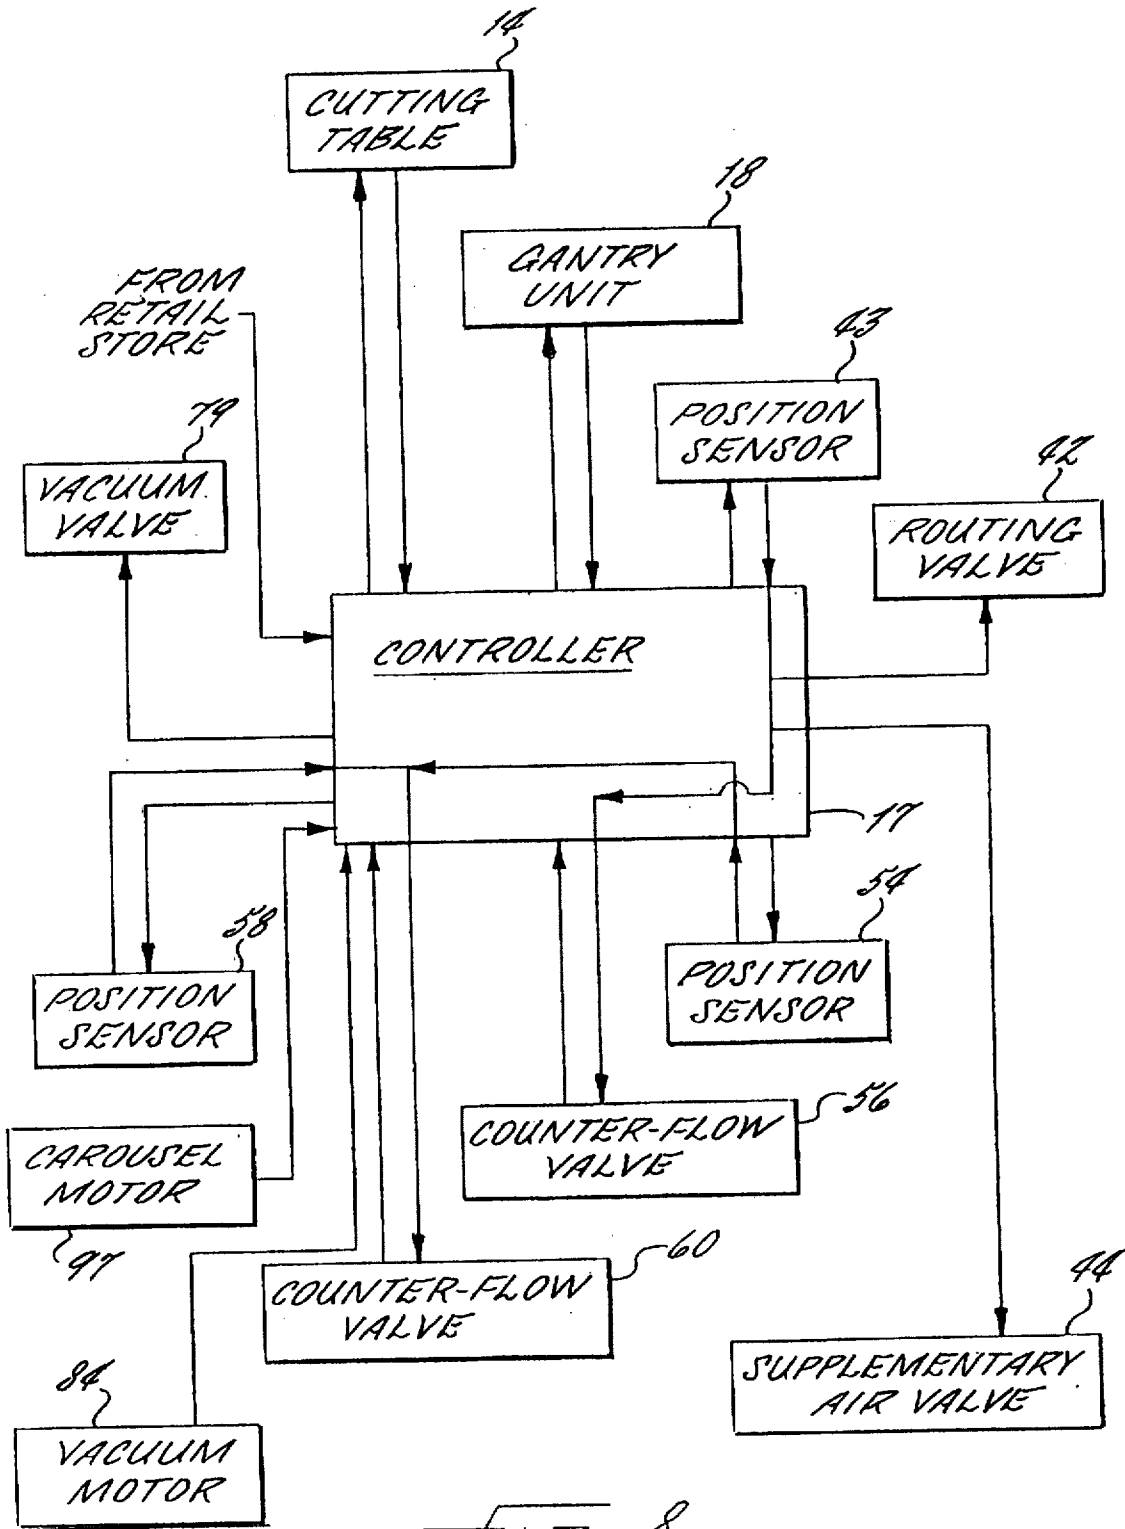 14
CUTTING
TABLE
18
GANTRY
UNIT
FROM
RETAIL
STORE
43
POSITION
SENSOR
79
VACUUM
VALVE
42
ROUTING
VALVE
CONTROLLER
17
54
POSITION
SENSOR
58
POSITION
SENSOR
56
COUNTER-FLOW
VALVE
CAROUSEL
MOTOR
97
60
COUNTER-FLOW
VALVE
44
SUPPLEMENTARY
AIR VALVE
84
VACUUM
MOTOR
8